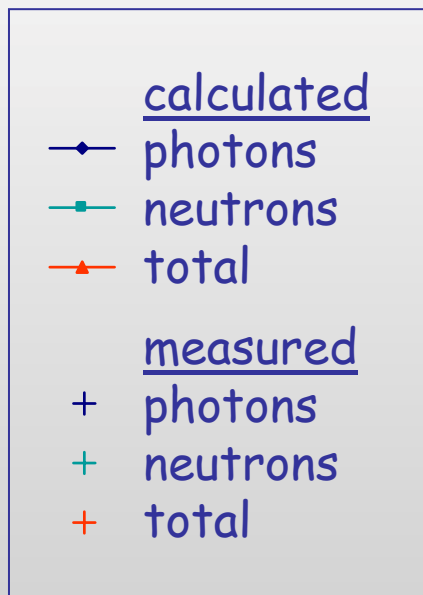 calculated
photons
neutrons
total
measured
photons
neutrons
total